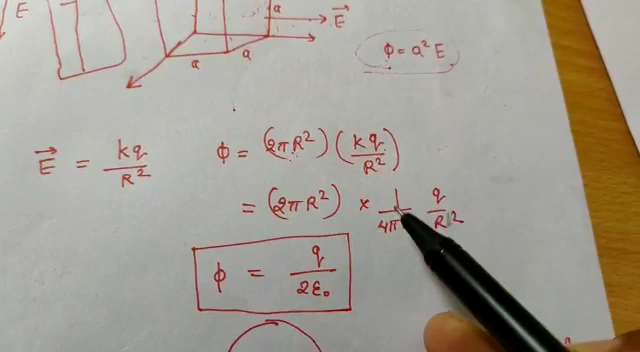 E
a
E⃗
a a
ϕ = a² E
E⃗ = kq/R² ϕ = (2πR²) (kq/R²)
= (2πR²) × 1/4π q/R²
ϕ = q/2ε₀